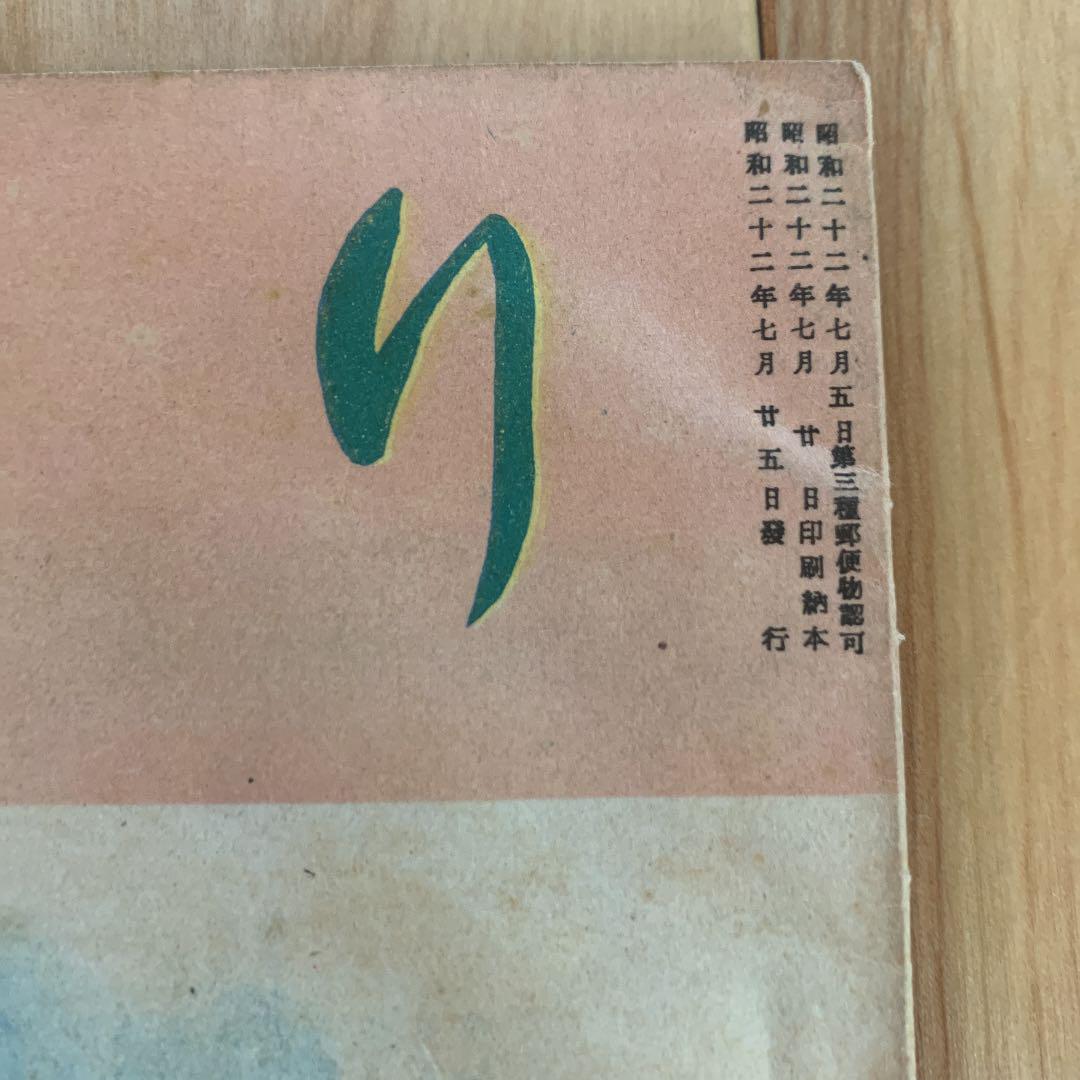 昭和二十二年七月五日第三種郵便物認可
昭和二十二年七月廿日印刷納本
昭和二十二年七月廿五日發行
り